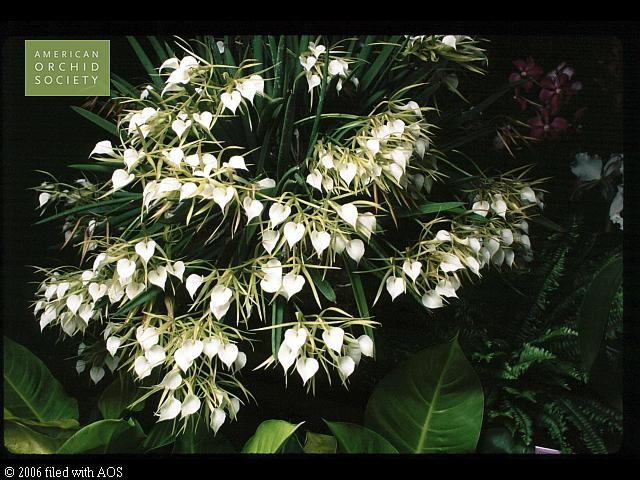 AMERICAN
ORCHID
SOCIETY
© 2006 filed with AOS